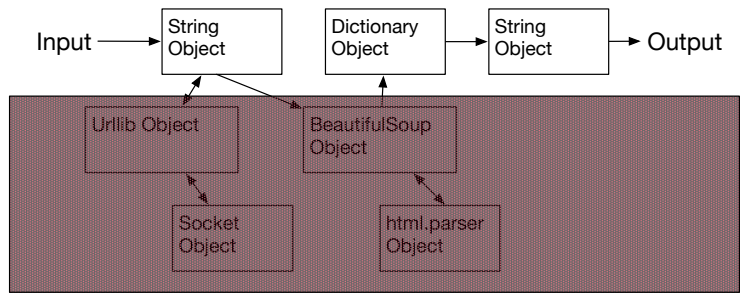 Input
String
Object
Dictionary
Object
String
Object
Output
Urllib Object
BeautifulSoup
Object
Socket
Object
html.parser
Object